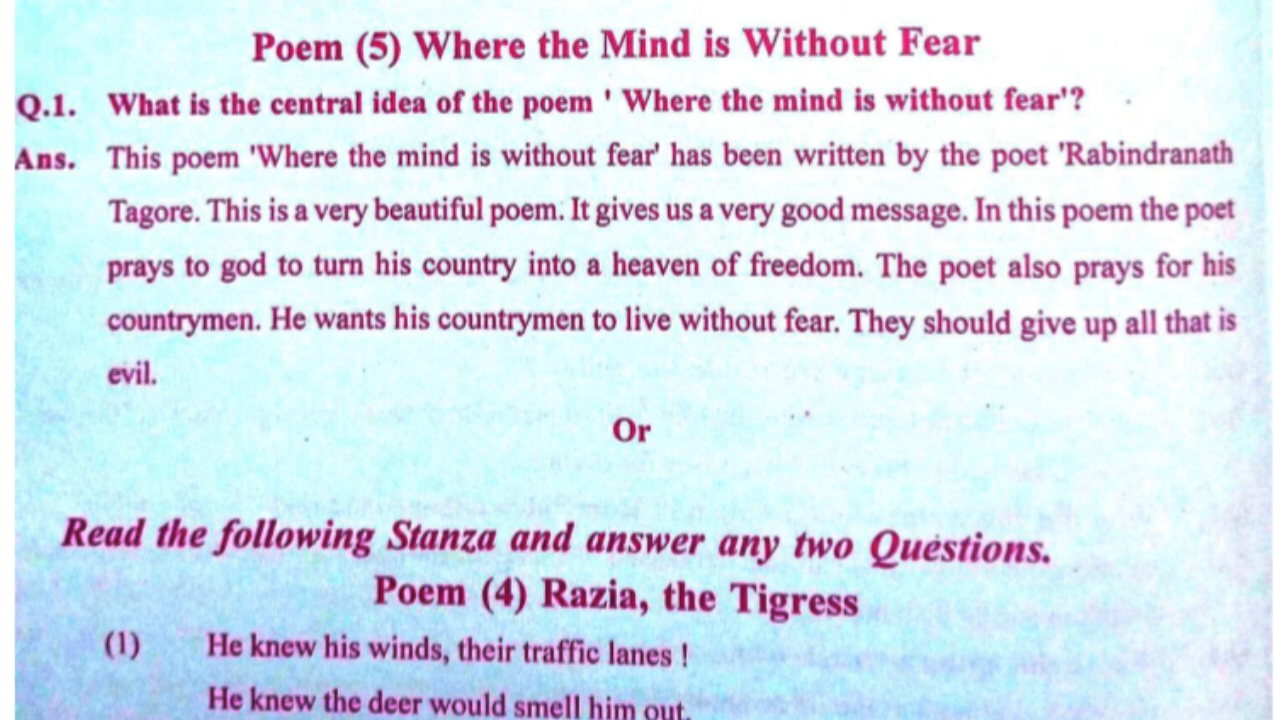 Poem (5) Where the Mind is Without Fear
Q.1. What is the central idea of the poem ' Where the mind is without fear'?
Ans. This poem 'Where the mind is without fear' has been written by the poet 'Rabindranath
Tagore. This is a very beautiful poem. It gives us a very good message. In this poem the poet
prays to god to turn his country into a heaven of freedom. The poet also prays for his
countrymen. He wants his countrymen to live without fear. They should give up all that is
evil.
Or
Read the following Stanza and answer any two Questions.
Poem (4) Razia, the Tigress
(1) He knew his winds, their traffic lanes !
He knew the deer would smell him out.